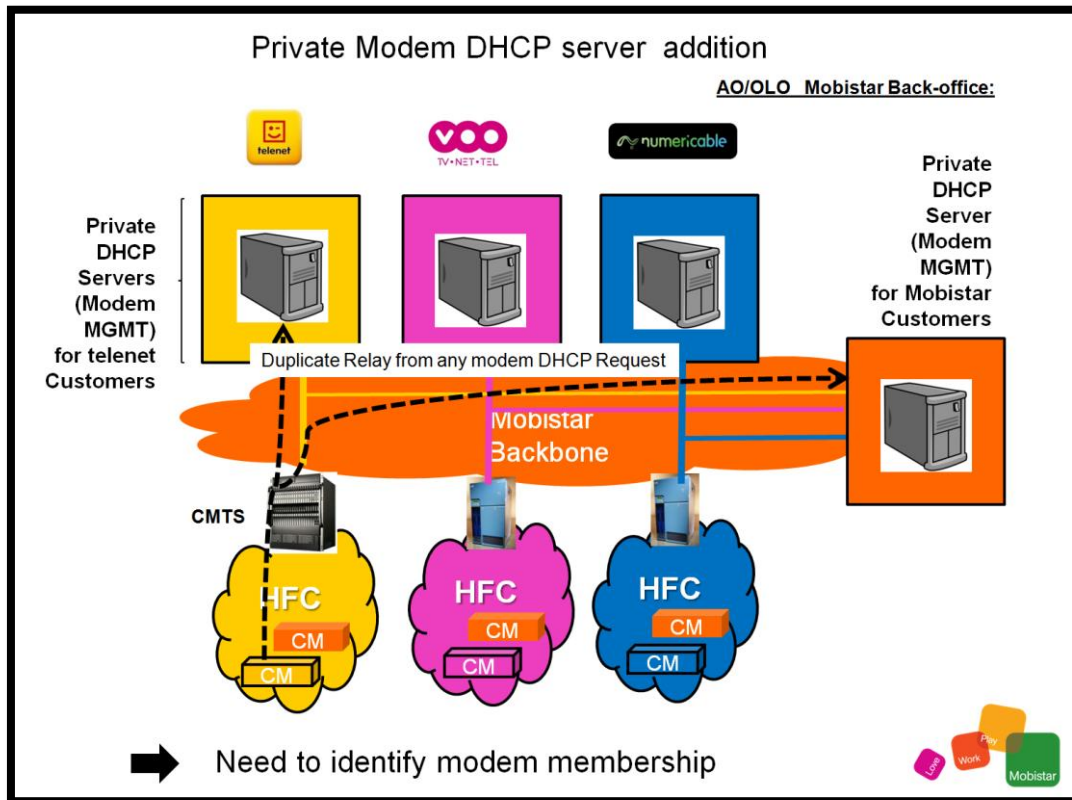 Private Modem DHCP server addition
AO/OLO Mobistar Back-office:
telenet
VOO
TV•NET•TEL
numericable
Private
DHCP
Servers
(Modem
MGMT)
for telenet
Customers
Private
DHCP
Server
(Modem
MGMT)
for Mobistar
Customers
Duplicate Relay from any modem DHCP Request
Mobistar
Backbone
CMTS
HFC
CM
CM
HFC
CM
CM
HFC
CM
CM
Need to identify modem membership
Love
Work
Play
Mobistar